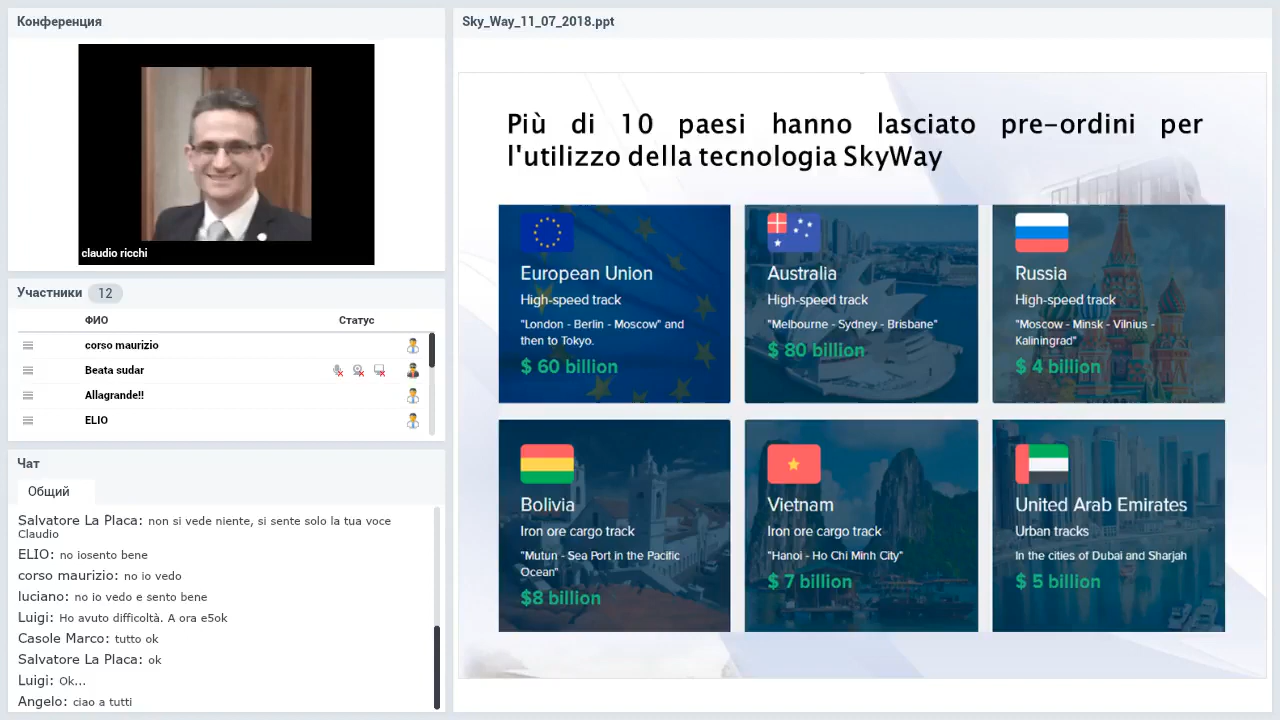 Конференция
claudio ricchi
Участники 12
ФИО Статус
corso maurizio
Beata sudar
Allagrande!!
ELIO
Чат
Общий
Salvatore La Placa: non si vede niente, si sente solo la tua voce
Claudio
ELIO: no iosento bene
corso maurizio: no io vedo
luciano: no io vedo e sento bene
Luigi: Ho avuto difficoltà. A ora e5ok
Casole Marco: tutto ok
Salvatore La Placa: ok
Luigi: Ok...
Angelo: ciao a tutti
Sky_Way_11_07_2018.ppt
Più di 10 paesi hanno lasciato pre-ordini per
l'utilizzo della tecnologia SkyWay
European Union
High-speed track
"London - Berlin - Moscow" and
then to Tokyo.
$ 60 billion
Australia
High-speed track
"Melbourne - Sydney - Brisbane"
$ 80 billion
Russia
High-speed track
"Moscow - Minsk - Vilnius -
Kaliningrad"
$ 4 billion
Bolivia
Iron ore cargo track
"Mutun - Sea Port in the Pacific
Ocean"
$8 billion
Vietnam
Iron ore cargo track
"Hanoi - Ho Chi Minh City"
$ 7 billion
United Arab Emirates
Urban tracks
In the cities of Dubai and Sharjah
$ 5 billion